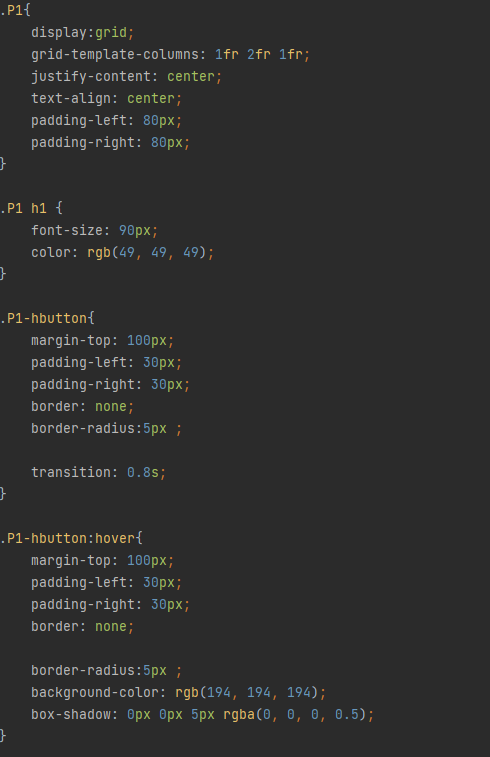 .P1{
    display:grid;
    grid-template-columns: 1fr 2fr 1fr;
    justify-content: center;
    text-align: center;
    padding-left: 80px;
    padding-right: 80px;
}

.P1 h1 {
    font-size: 90px;
    color: rgb(49, 49, 49);
}

.P1-hbutton{
    margin-top: 100px;
    padding-left: 30px;
    padding-right: 30px;
    border: none;
    border-radius:5px ;

    transition: 0.8s;
}

.P1-hbutton:hover{
    margin-top: 100px;
    padding-left: 30px;
    padding-right: 30px;
    border: none;

    border-radius:5px ;
    background-color: rgb(194, 194, 194);
    box-shadow: 0px 0px 5px rgba(0, 0, 0, 0.5);
}